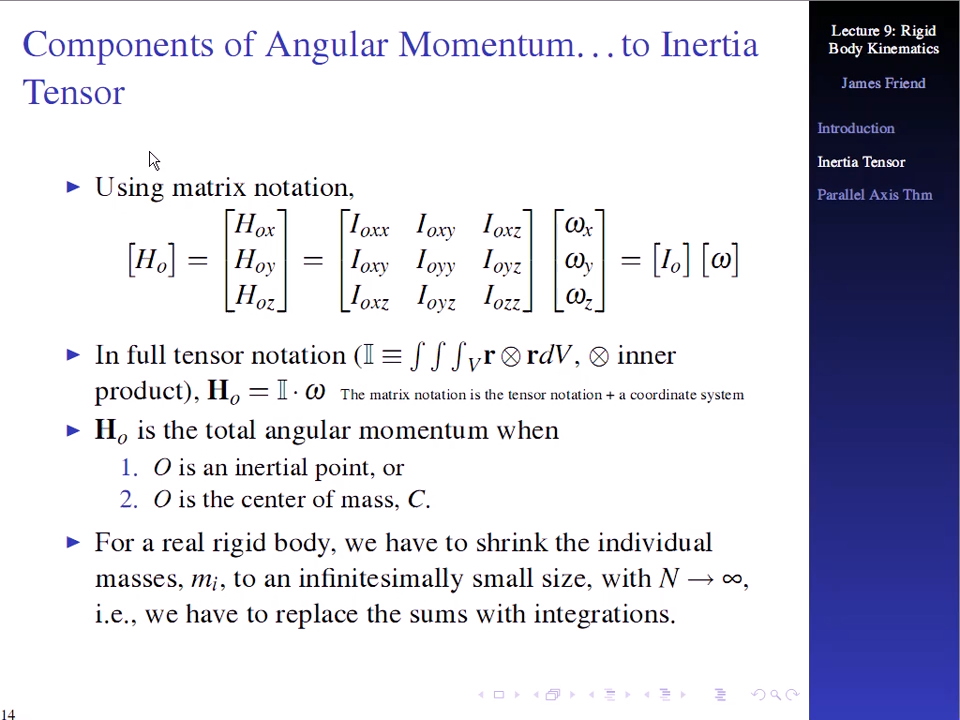 Components of Angular Momentum...to Inertia
Tensor
▶ Using matrix notation,
[H_o] = [H_ox H_oy H_oz] = [I_oxx I_oxy I_oxz; I_oxy I_oyy I_oyz; I_oxz I_oyz I_ozz] [ω_x ω_y ω_z] = [I_o] [ω]
▶ In full tensor notation (𝕀 ≡ ∫∫∫_V r ⊗ r dV, ⊗ inner
product), H_o = 𝕀 · ω The matrix notation is the tensor notation + a coordinate system
▶ H_o is the total angular momentum when
1. O is an inertial point, or
2. O is the center of mass, C.
▶ For a real rigid body, we have to shrink the individual
masses, m_i, to an infinitesimally small size, with N → ∞,
i.e., we have to replace the sums with integrations.
14
Lecture 9: Rigid
Body Kinematics
James Friend
Introduction
Inertia Tensor
Parallel Axis Thm